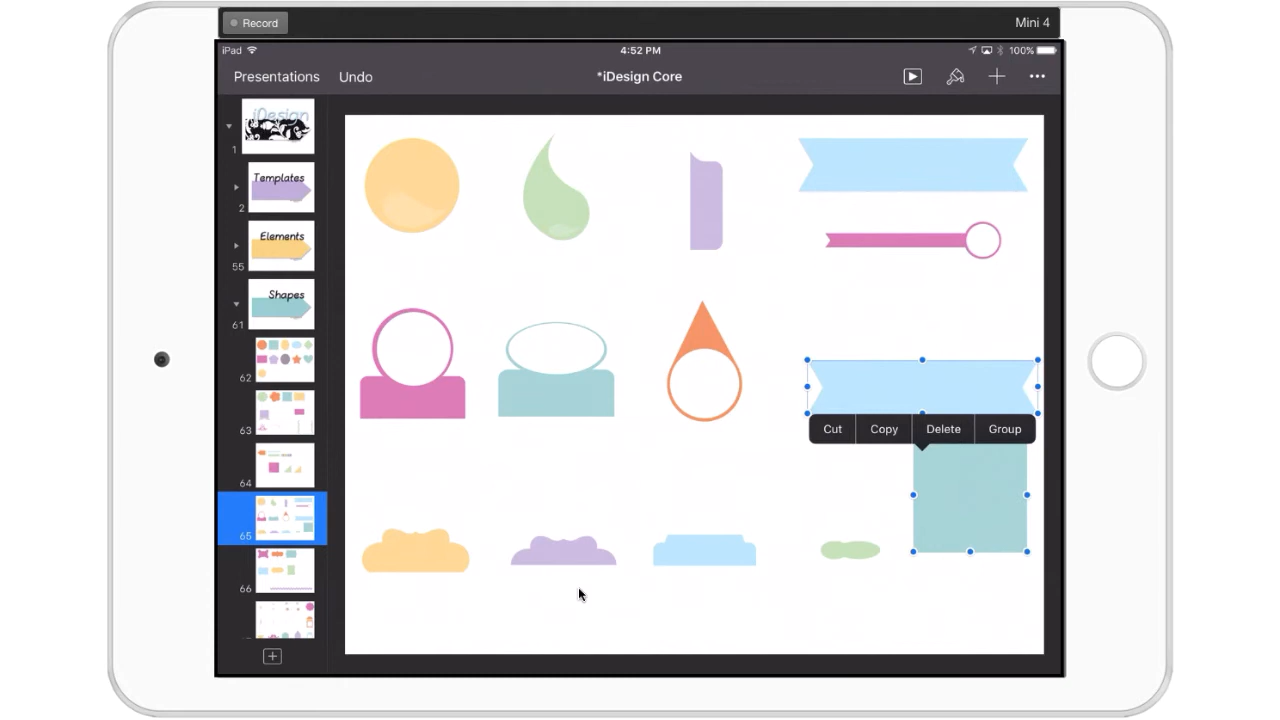 Record
Mini 4
iPad
4:52 PM
100%
Presentations
Undo
*iDesign Core
iDesign
1
Templates
2
Elements
55
Shapes
61
62
63
64
65
66
Cut
Copy
Delete
Group